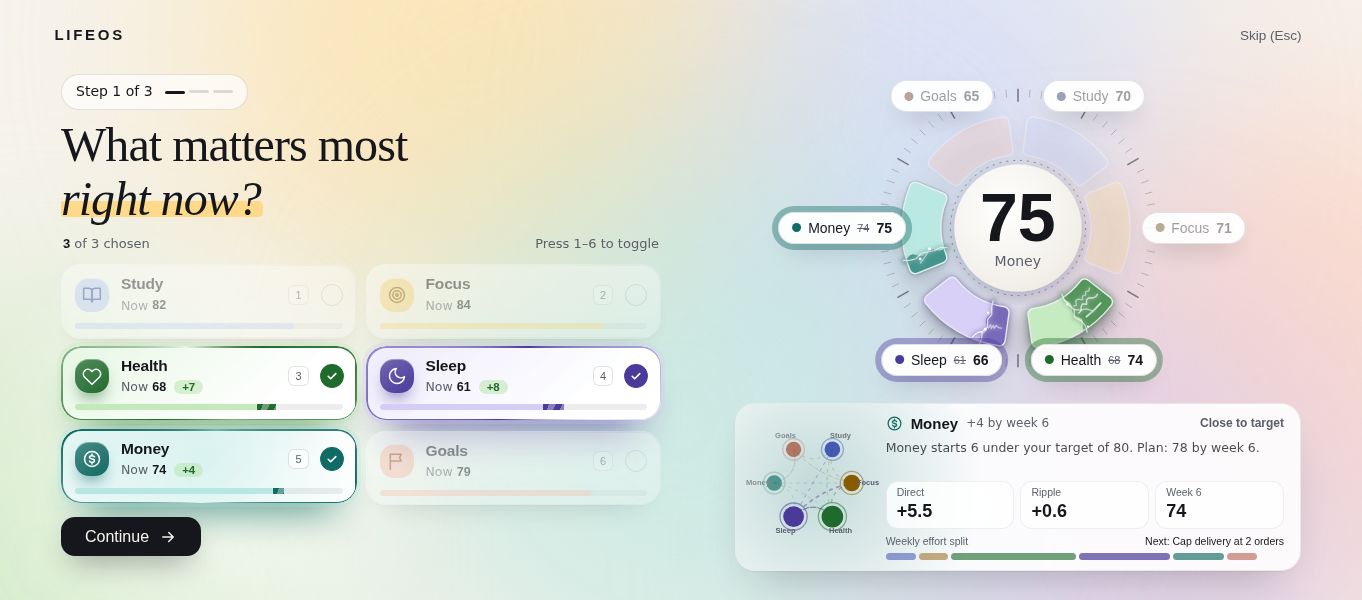 LIFEOS
Skip (Esc)
Step 1 of 3
What matters most
right now?
3 of 3 chosen
Press 1–6 to toggle
Study
Now 82
1
Focus
Now 84
2
Health
Now 68 +7
3
Sleep
Now 61 +8
4
Money
Now 74 +4
5
Goals
Now 79
6
Continue
Goals 65
Study 70
Money 74 75
Focus 71
75
Money
Sleep 61 66
Health 68 74
Goals
Study
Money
Focus
Sleep
Health
Money +4 by week 6
Close to target
Money starts 6 under your target of 80. Plan: 78 by week 6.
Direct
+5.5
Ripple
+0.6
Week 6
74
Weekly effort split
Next: Cap delivery at 2 orders